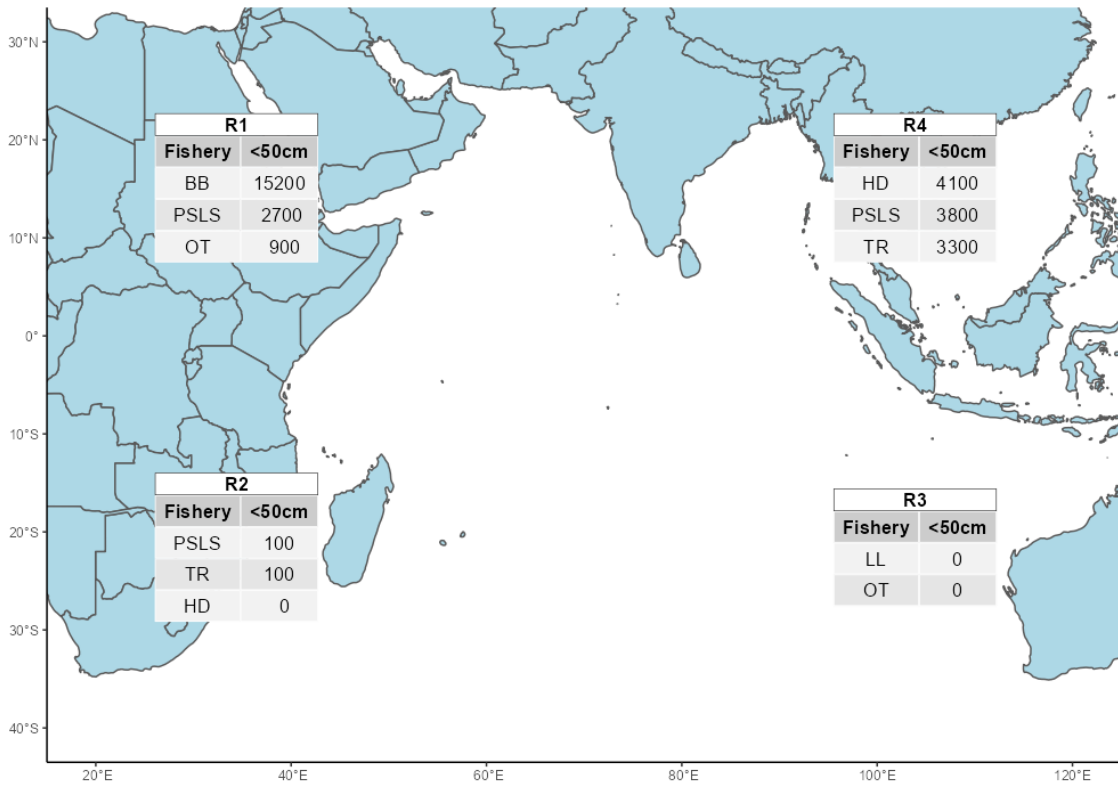 30°N
20°N
10°N
0°
10°S
20°S
30°S
40°S
R1
Fishery <50cm
BB 15200
PSLS 2700
OT 900
R4
Fishery <50cm
HD 4100
PSLS 3800
TR 3300
R2
Fishery <50cm
PSLS 100
TR 100
HD 0
R3
Fishery <50cm
LL 0
OT 0
20°E 40°E 60°E 80°E 100°E 120°E